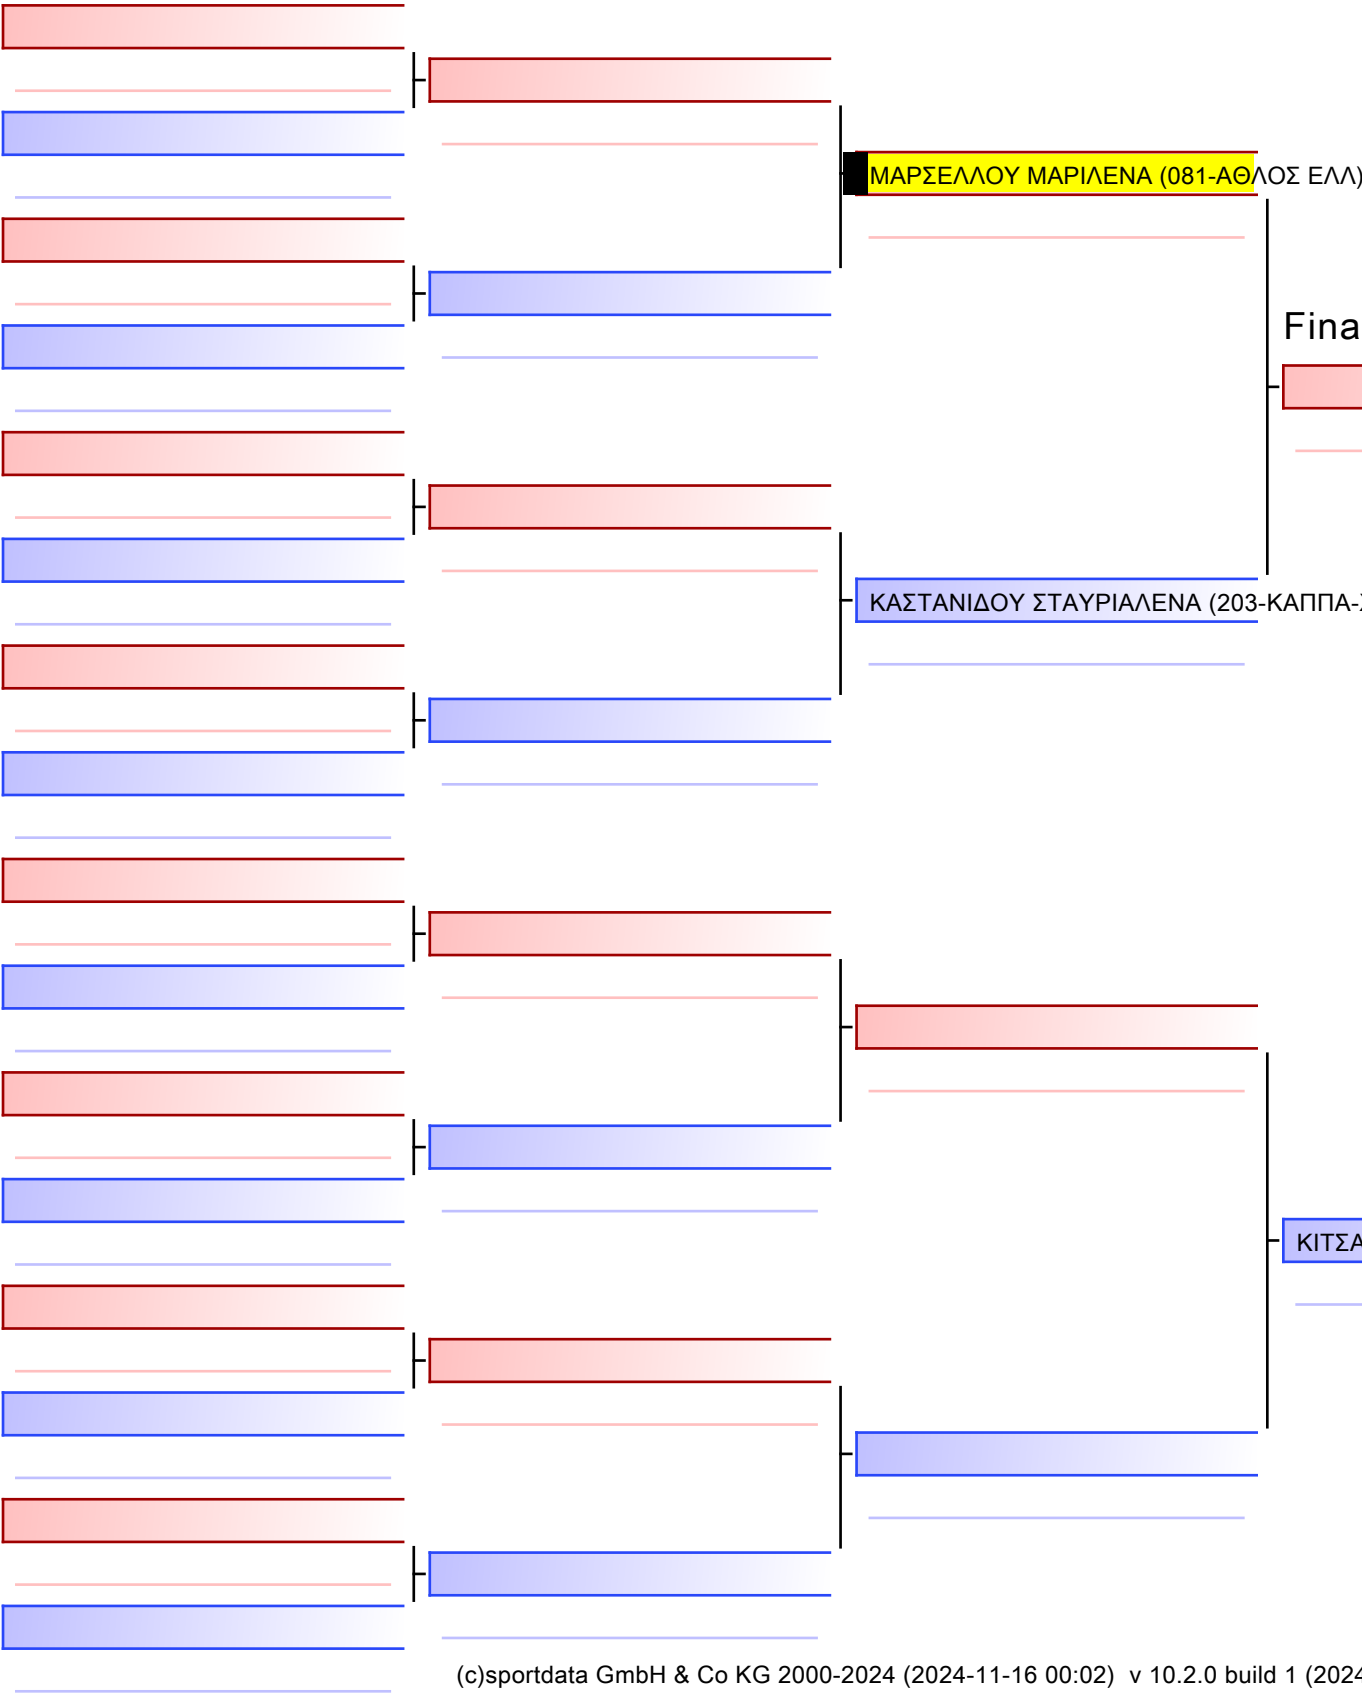 ΜΑΡΣΕΛΛΟΥ ΜΑΡΙΛΕΝΑ (081-ΑΘΛΟΣ ΕΛΛ)
Fina
ΚΑΣΤΑΝΙΔΟΥ ΣΤΑΥΡΙΑΛΕΝΑ (203-ΚΑΠΠΑ-Σ
ΚΙΤΣΑ
(c)sportdata GmbH & Co KG 2000-2024 (2024-11-16 00:02) v 10.2.0 build 1 (2024